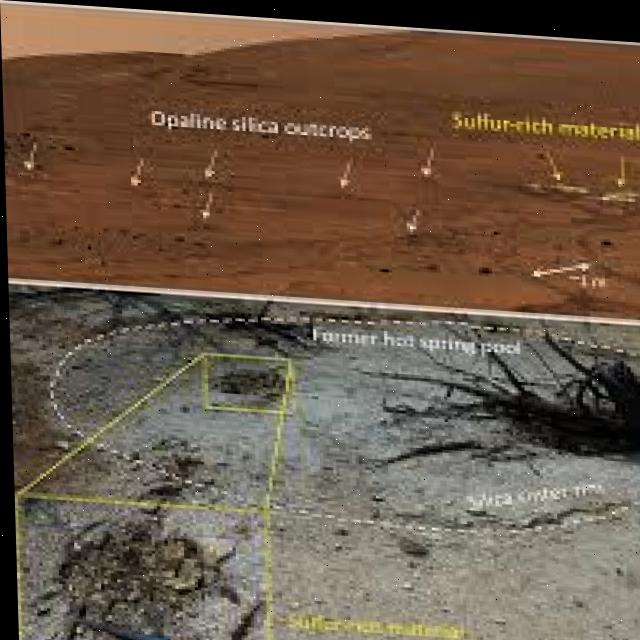 Opaline silica outcrops
Sulfur-rich material
1 m
Former hot spring pool
Silica sinter rim
Sulfur-rich material